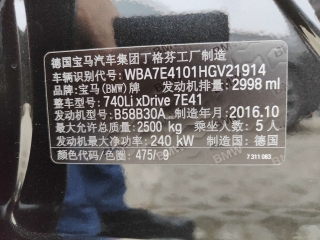 德国宝马汽车集团丁格芬工厂制造
车辆识别代号: WBA7E4101HGV21914
品牌: 宝马(BMW)牌 发动机排量: 2998 ml
整车型号: 740Li xDrive 7E41
发动机型号: B58B30A 制造年月: 2016.10
最大允许总质量: 2500 kg 乘坐人数: 5 人
发动机最大净功率: 240 kW 制造国: 德国
颜色代码/色圈: 475/ 9
7 311 083